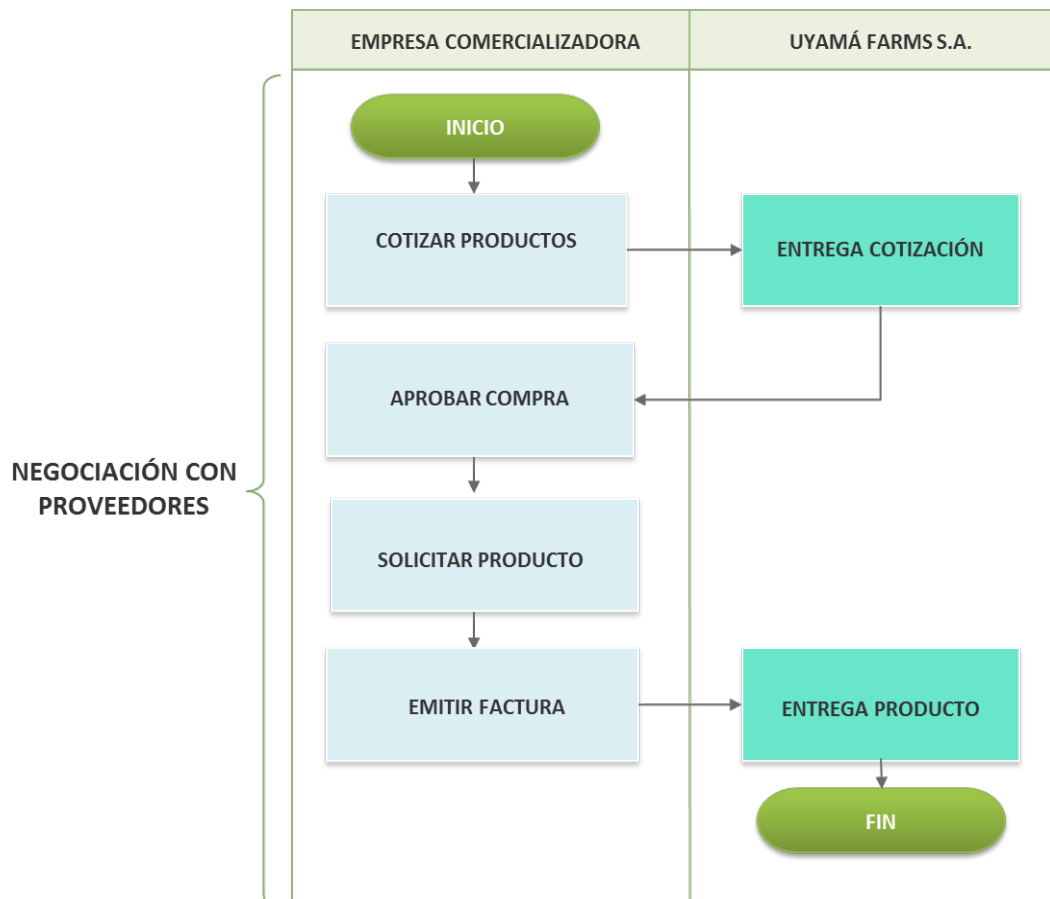 EMPRESA COMERCIALIZADORA
UYAMÁ FARMS S.A.
INICIO
COTIZAR PRODUCTOS
ENTREGA COTIZACIÓN
APROBAR COMPRA
NEGOCIACIÓN CON
PROVEEDORES
SOLICITAR PRODUCTO
EMITIR FACTURA
ENTREGA PRODUCTO
FIN